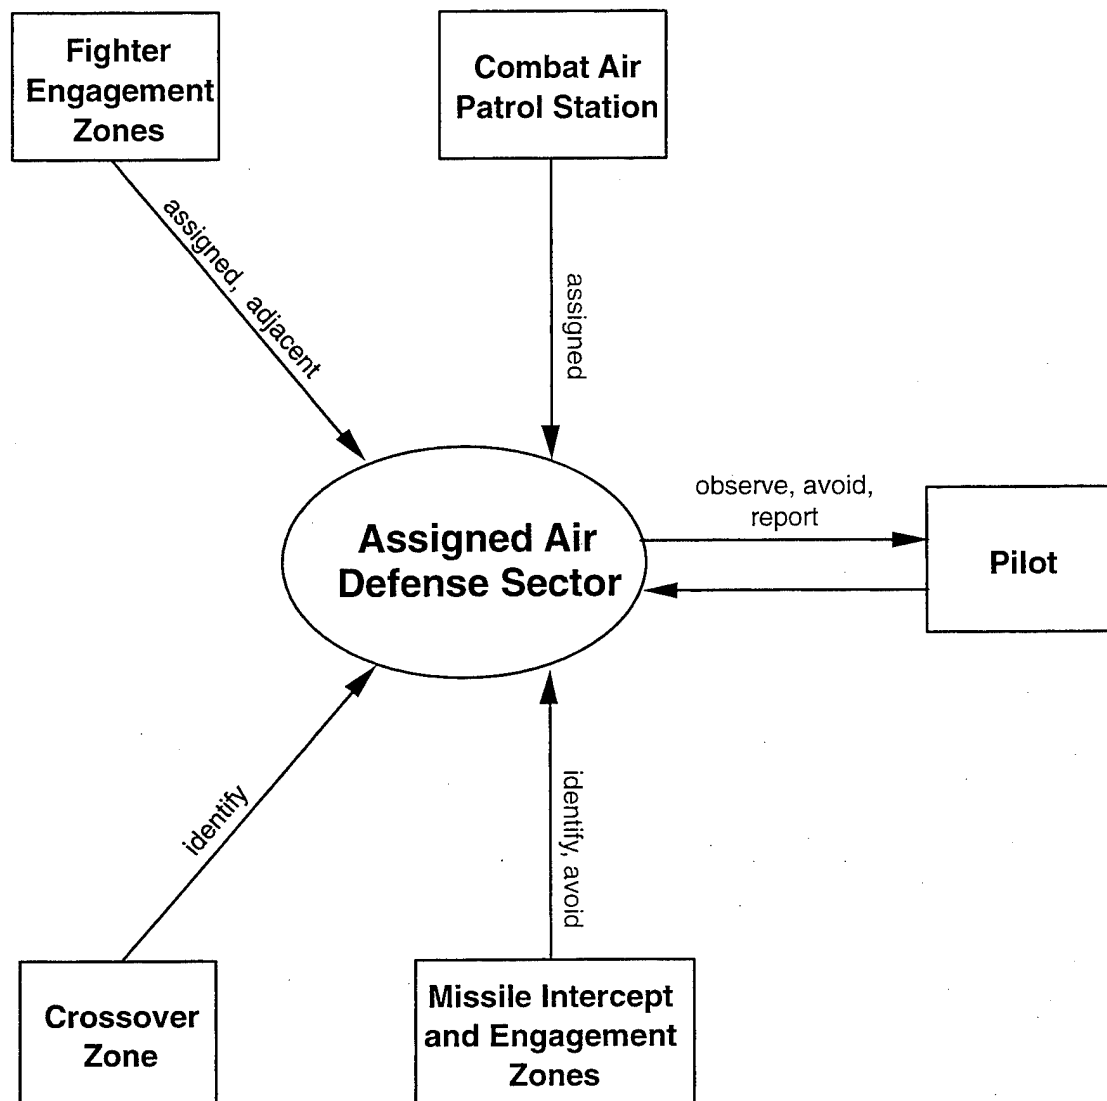 Fighter
Engagement
Zones
Combat Air
Patrol Station
assigned, adjacent
assigned
observe, avoid,
report
Assigned Air
Defense Sector
Pilot
identify
identify, avoid
Crossover
Zone
Missile Intercept
and Engagement
Zones